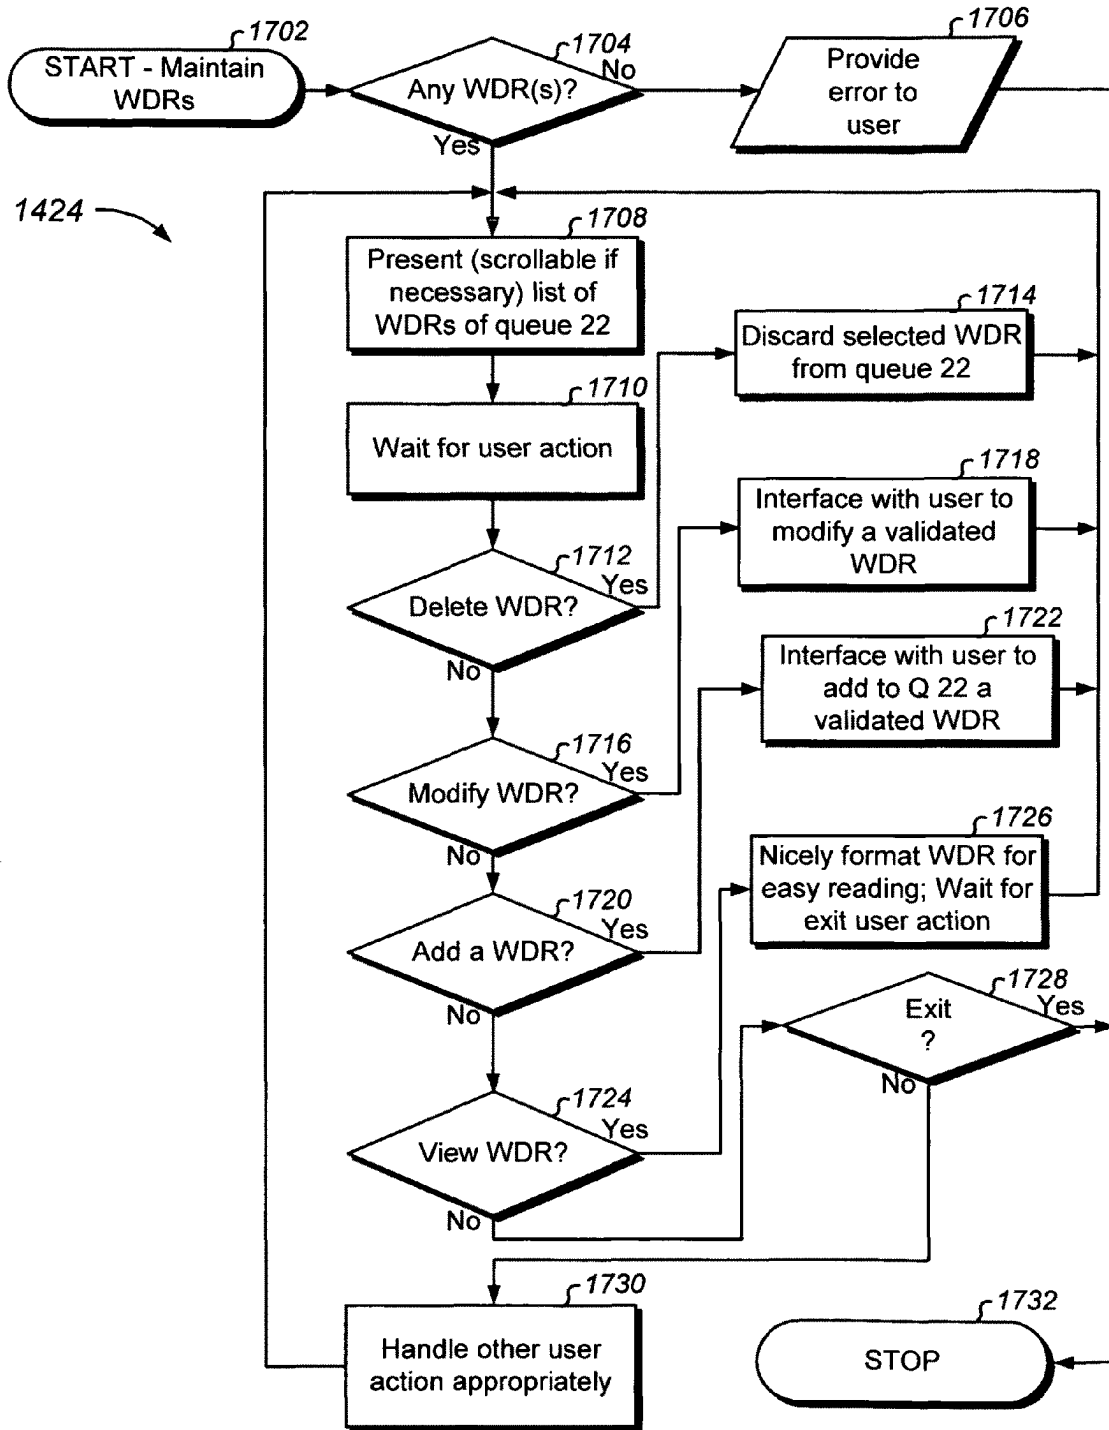 1702
START - Maintain
WDRs
1704
Any WDR(s)?
No
Yes
1706
Provide
error to
user
1424
1708
Present (scrollable if
necessary) list of
WDRs of queue 22
1710
Wait for user action
1712
Delete WDR?
Yes
No
1714
Discard selected WDR
from queue 22
1716
Modify WDR?
Yes
No
1718
Interface with user to
modify a validated
WDR
1720
Add a WDR?
Yes
No
1722
Interface with user to
add to Q 22 a
validated WDR
1724
View WDR?
Yes
No
1726
Nicely format WDR for
easy reading; Wait for
exit user action
1728
Exit
?
Yes
No
1730
Handle other user
action appropriately
1732
STOP